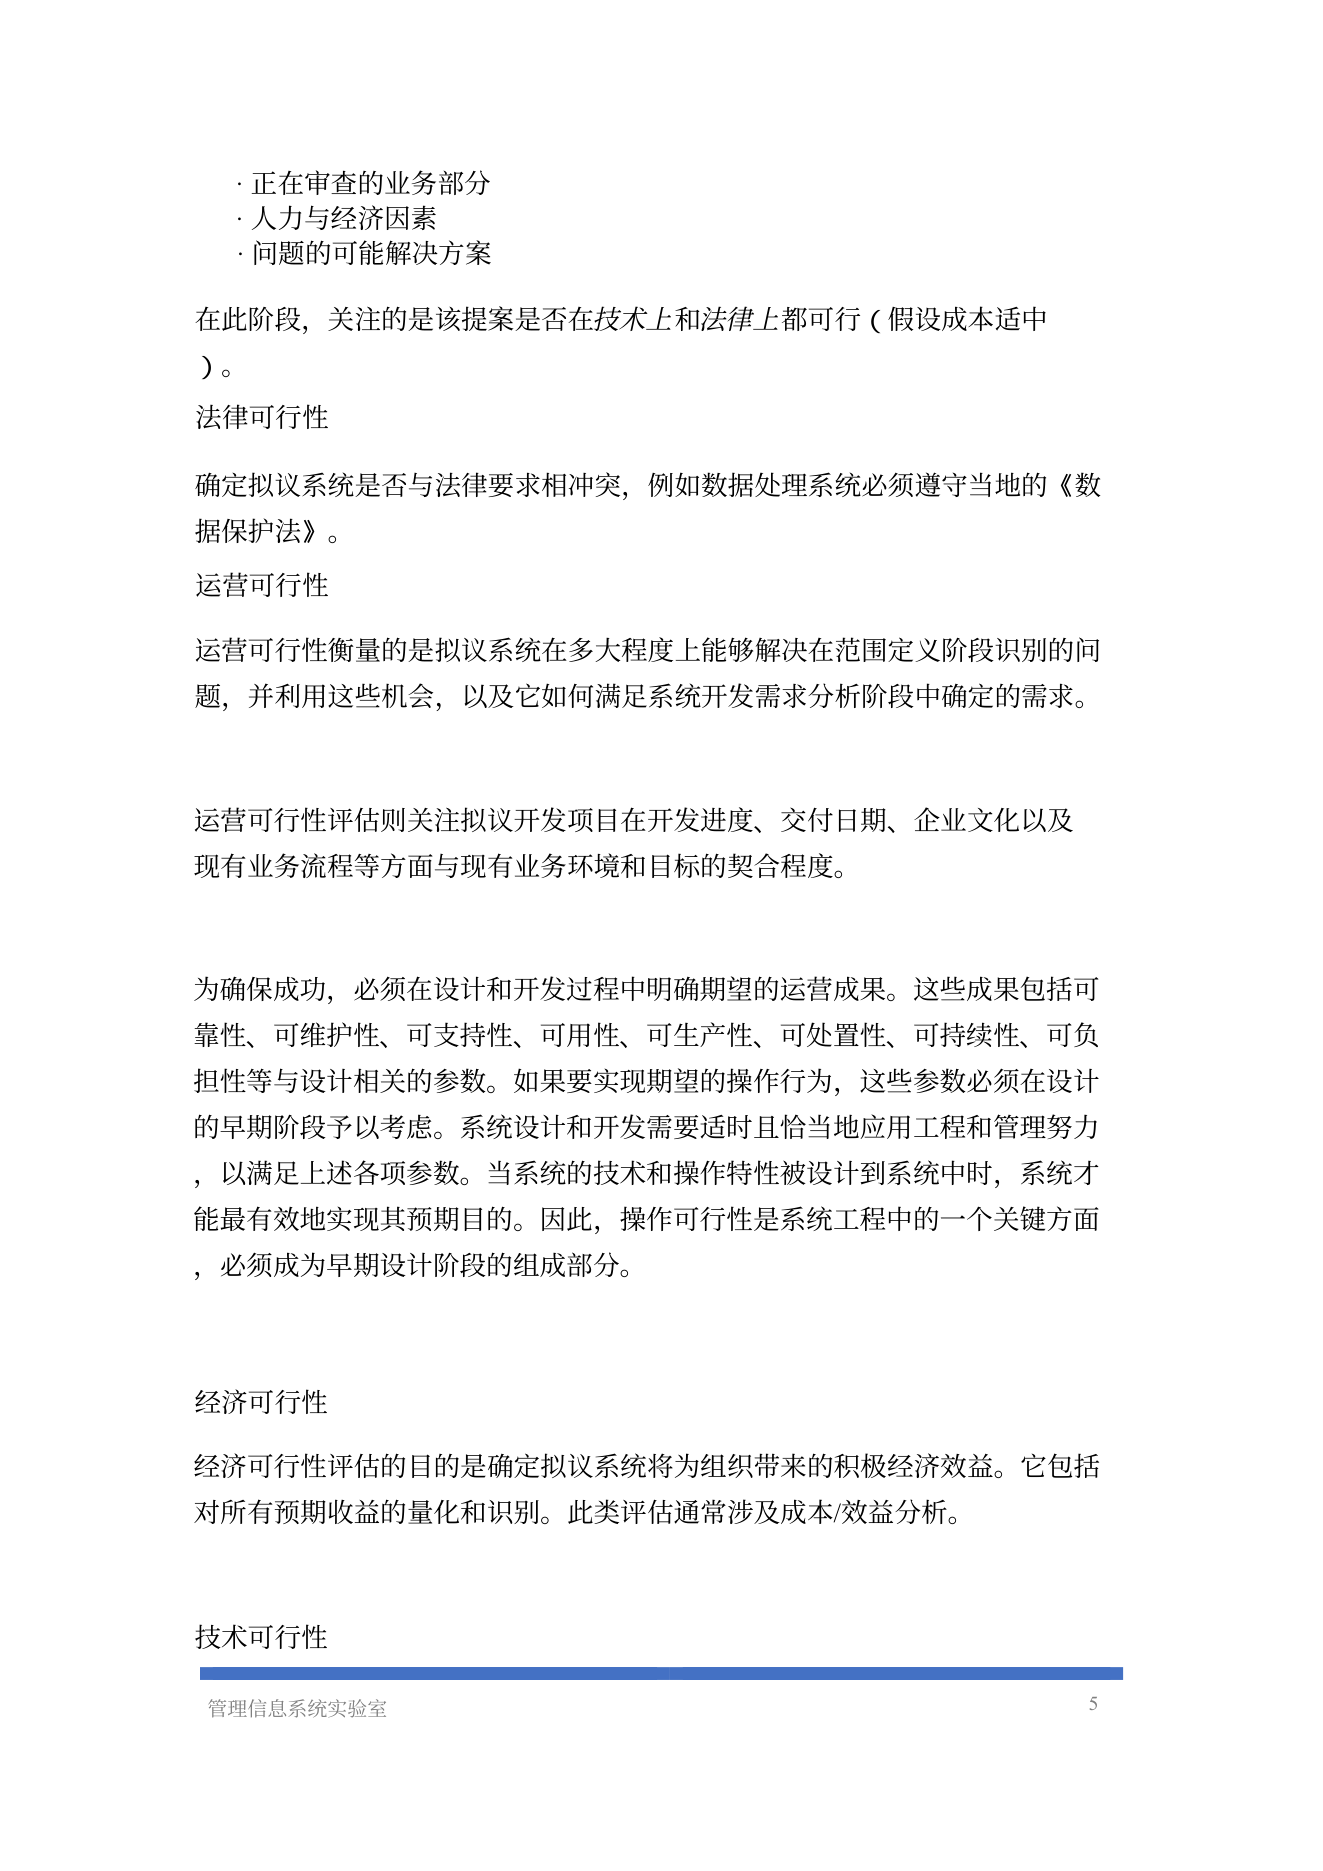 · 正在审查的业务部分
· 人力与经济因素
· 问题的可能解决方案
在此阶段，关注的是该提案是否在技术上和法律上都可行（假设成本适中
）。
法律可行性
确定拟议系统是否与法律要求相冲突，例如数据处理系统必须遵守当地的《数
据保护法》。
运营可行性
运营可行性衡量的是拟议系统在多大程度上能够解决在范围定义阶段识别的问
题，并利用这些机会，以及它如何满足系统开发需求分析阶段中确定的需求。
运营可行性评估则关注拟议开发项目在开发进度、交付日期、企业文化以及
现有业务流程等方面与现有业务环境和目标的契合程度。
为确保成功，必须在设计和开发过程中明确期望的运营成果。这些成果包括可
靠性、可维护性、可支持性、可用性、可生产性、可处置性、可持续性、可负
担性等与设计相关的参数。如果要实现期望的操作行为，这些参数必须在设计
的早期阶段予以考虑。系统设计和开发需要适时且恰当地应用工程和管理努力
，以满足上述各项参数。当系统的技术和操作特性被设计到系统中时，系统才
能最有效地实现其预期目的。因此，操作可行性是系统工程中的一个关键方面
，必须成为早期设计阶段的组成部分。
经济可行性
经济可行性评估的目的是确定拟议系统将为组织带来的积极经济效益。它包括
对所有预期收益的量化和识别。此类评估通常涉及成本/效益分析。
技术可行性
管理信息系统实验室
5